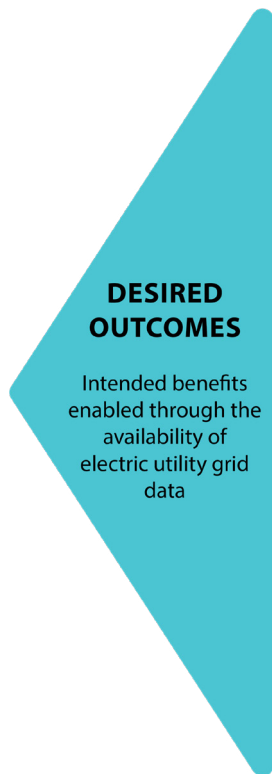 DESIRED
OUTCOMES
Intended benefits
enabled through the
availability of
electric utility grid
data